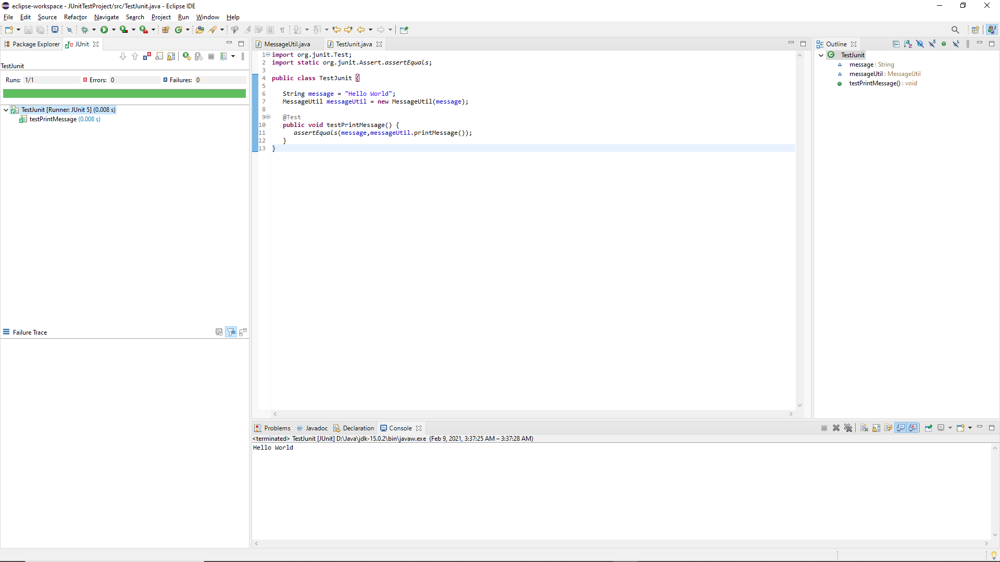 eclipse-workspace - JUnitTestProject/src/TestJunit.java - Eclipse IDE
File Edit Source Refactor Navigate Search Project Run Window Help
Package Explorer JUnit
TestJunit
Runs: 1/1 Errors: 0 Failures: 0
TestJunit [Runner: JUnit 5] (0.008 s)
testPrintMessage (0.008 s)
Failure Trace
MessageUtil.java TestJunit.java
1 import org.junit.Test;
2 import static org.junit.Assert.assertEquals;
3
4 public class TestJunit {
5
6 String message = "Hello World";
7 MessageUtil messageUtil = new MessageUtil(message);
8
9 @Test
10 public void testPrintMessage() {
11 assertEquals(message,messageUtil.printMessage());
12 }
13 }
Outline
TestJunit
message : String
messageUtil : MessageUtil
testPrintMessage() : void
Problems @ Javadoc Declaration Console
<terminated> TestJunit [JUnit] D:\Java\jdk-15.0.2\bin\javaw.exe (Feb 9, 2021, 3:37:25 AM – 3:37:28 AM)
Hello World